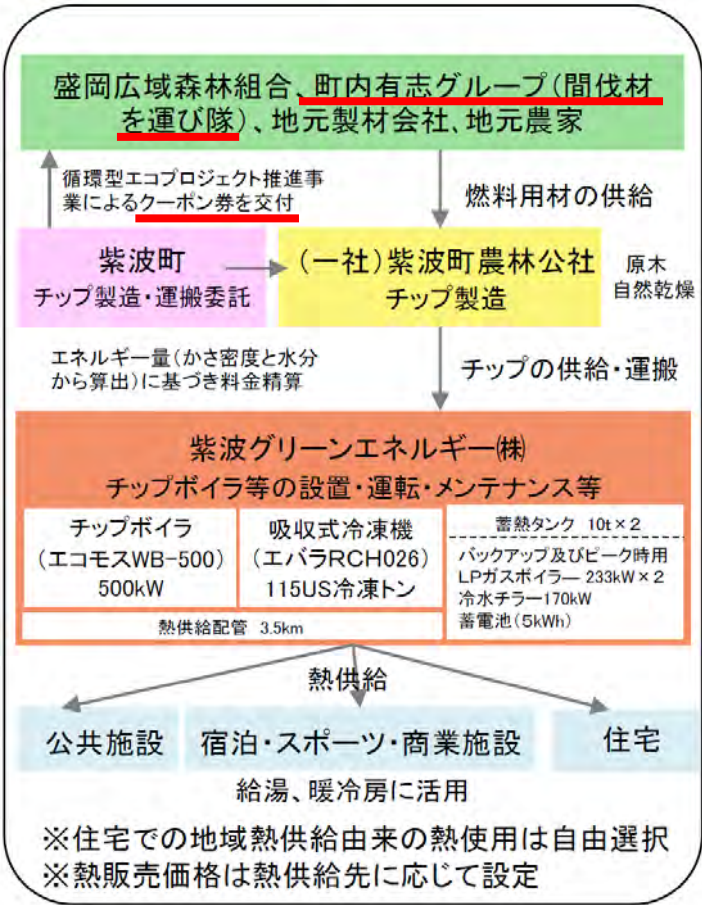 盛岡広域森林組合、町内有志グループ(間伐材
を運び隊)、地元製材会社、地元農家
循環型エコプロジェクト推進事
業によるクーポン券を交付
燃料用材の供給
紫波町
チップ製造・運搬委託
(一社)紫波町農林公社
チップ製造
原木
自然乾燥
エネルギー量(かさ密度と水分
から算出)に基づき料金精算
チップの供給・運搬
紫波グリーンエネルギー㈱
チップボイラ等の設置・運転・メンテナンス等
チップボイラ
(エコモスWB-500)
500kW
吸収式冷凍機
(エバラRCH026)
115US冷凍トン
蓄熱タンク 10t×2
バックアップ及びピーク時用
LPガスボイラー 233kW×2
冷水チラー170kW
蓄電池(5kWh)
熱供給配管 3.5km
熱供給
公共施設
宿泊・スポーツ・商業施設
住宅
給湯、暖冷房に活用
※住宅での地域熱供給由来の熱使用は自由選択
※熱販売価格は熱供給先に応じて設定